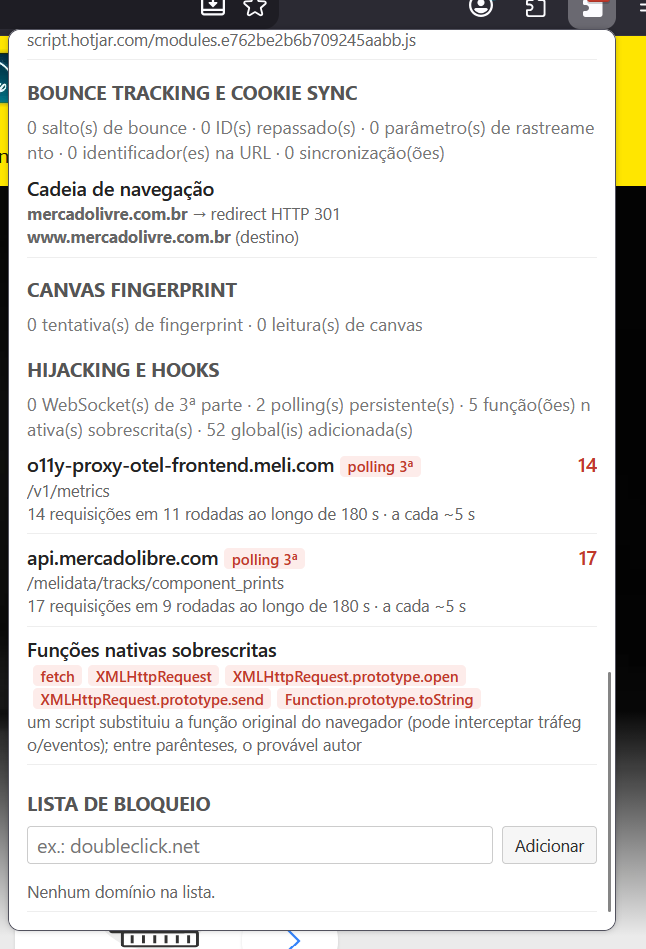 script.hotjar.com/modules.e762be2b6b709245aabb.js
BOUNCE TRACKING E COOKIE SYNC
0 salto(s) de bounce · 0 ID(s) repassado(s) · 0 parâmetro(s) de rastreame
nto · 0 identificador(es) na URL · 0 sincronização(ões)
Cadeia de navegação
mercadolivre.com.br → redirect HTTP 301
www.mercadolivre.com.br (destino)
CANVAS FINGERPRINT
0 tentativa(s) de fingerprint · 0 leitura(s) de canvas
HIJACKING E HOOKS
0 WebSocket(s) de 3ª parte · 2 polling(s) persistente(s) · 5 função(ões) n
ativa(s) sobrescrita(s) · 52 global(is) adicionada(s)
o11y-proxy-otel-frontend.meli.com polling 3ª 14
/v1/metrics
14 requisições em 11 rodadas ao longo de 180 s · a cada ~5 s
api.mercadolibre.com polling 3ª 17
/melidata/tracks/component_prints
17 requisições em 9 rodadas ao longo de 180 s · a cada ~5 s
Funções nativas sobrescritas
fetch XMLHttpRequest XMLHttpRequest.prototype.open
XMLHttpRequest.prototype.send Function.prototype.toString
um script substituiu a função original do navegador (pode interceptar tráfeg
o/eventos); entre parênteses, o provável autor
LISTA DE BLOQUEIO
ex.: doubleclick.net Adicionar
Nenhum domínio na lista.